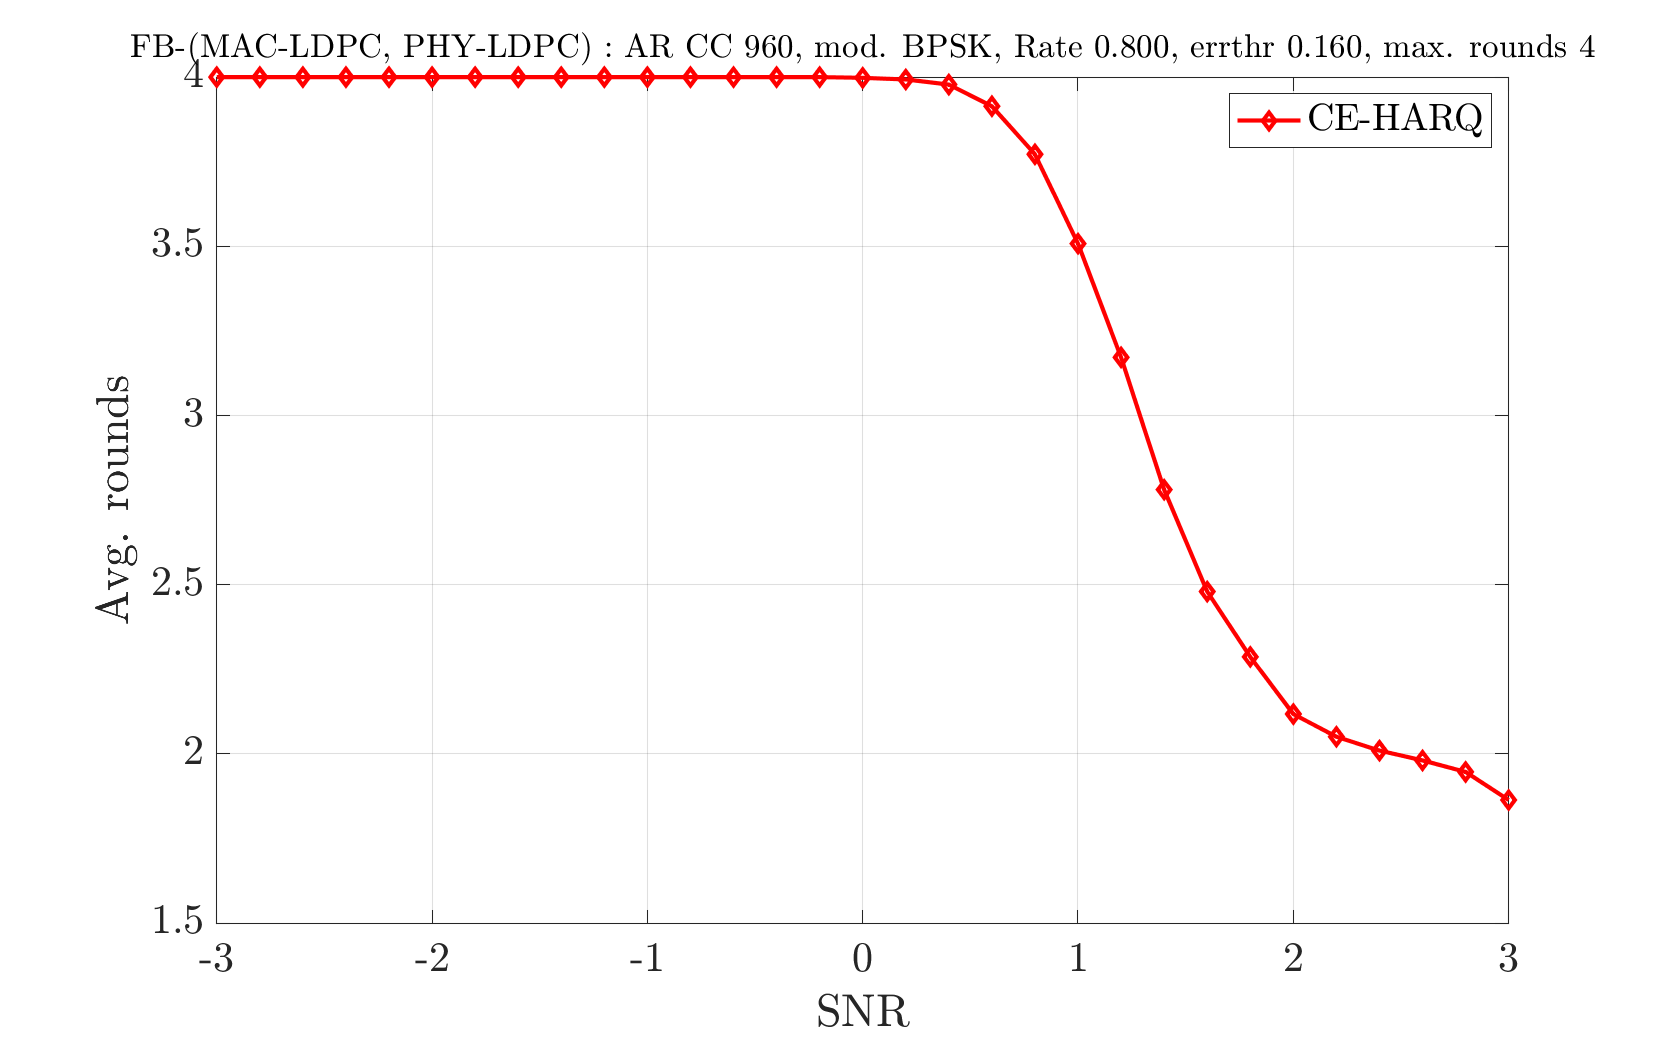 FB-(MAC-LDPC, PHY-LDPC) : AR CC 960, mod. BPSK, Rate 0.800, errthr 0.160, max. rounds 4
CE-HARQ
4
3.5
3
2.5
2
1.5
Avg. rounds
-3 -2 -1 0 1 2 3
SNR